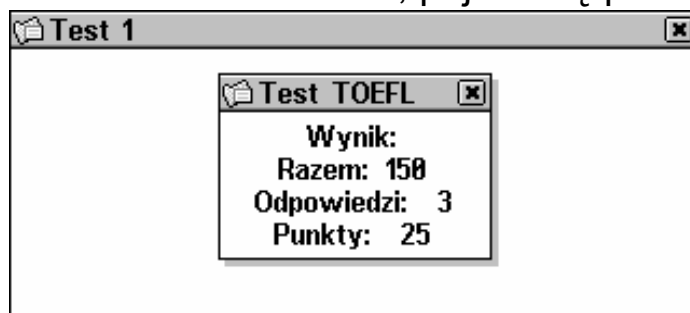 Test 1
Test TOEFL
Wynik:
Razem: 150
Odpowiedzi: 3
Punkty: 25